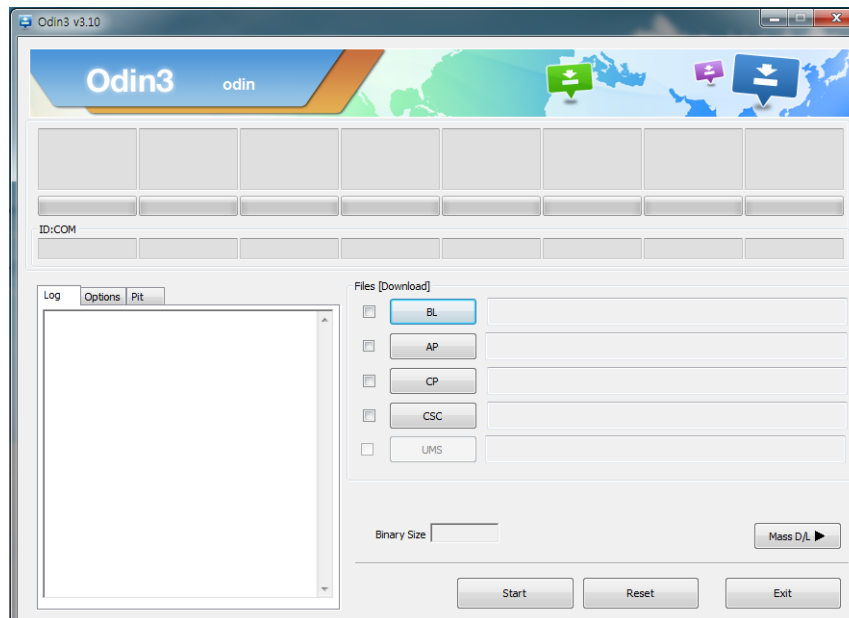 Odin3 v3.10
Odin3 odin
ID:COM
Log Options Pit
Files [Download]
BL
AP
CP
CSC
UMS
Binary Size
Mass D/L
Start Reset Exit